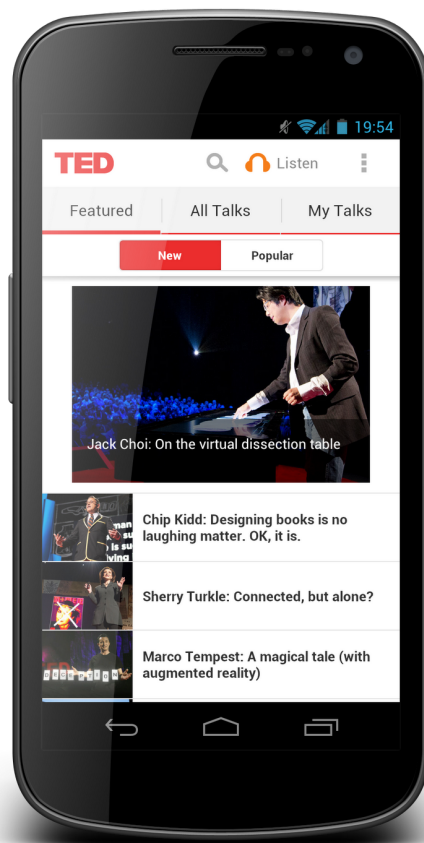 19:54
TED
Listen
Featured
All Talks
My Talks
New
Popular
Jack Choi: On the virtual dissection table
Chip Kidd: Designing books is no
laughing matter. OK, it is.
Sherry Turkle: Connected, but alone?
Marco Tempest: A magical tale (with
augmented reality)